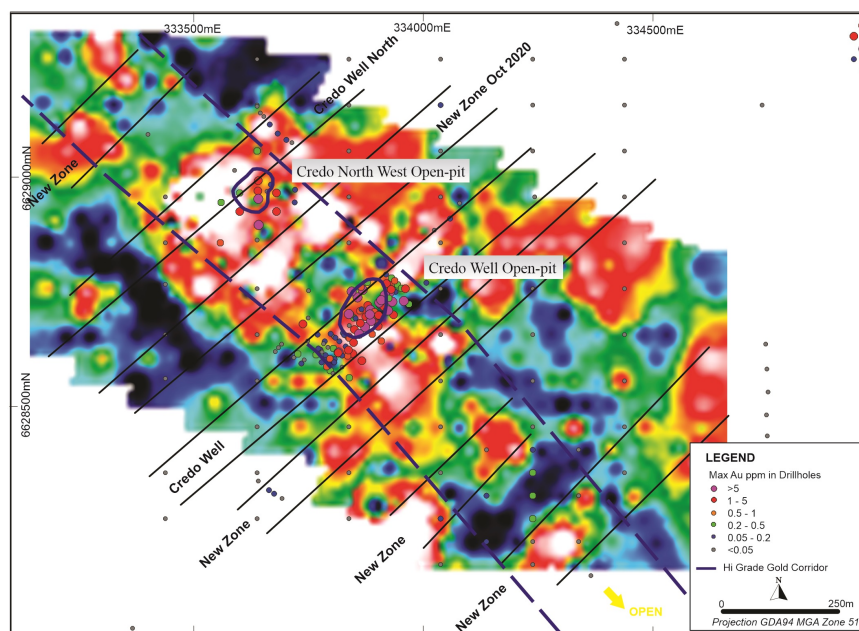 333500mE
334000mE
334500mE
Credo Well North
New Zone Oct 2020
6629000mN
New Zone
Credo North West Open-pit
Credo Well Open-pit
6628500mN
Credo Well
New Zone
New Zone
New Zone
OPEN
LEGEND
Max Au ppm in Drillholes
>5
1 - 5
0.5 - 1
0.2 - 0.5
0.05 - 0.2
<0.05
Hi Grade Gold Corridor
N
0 250m
Projection GDA94 MGA Zone 51